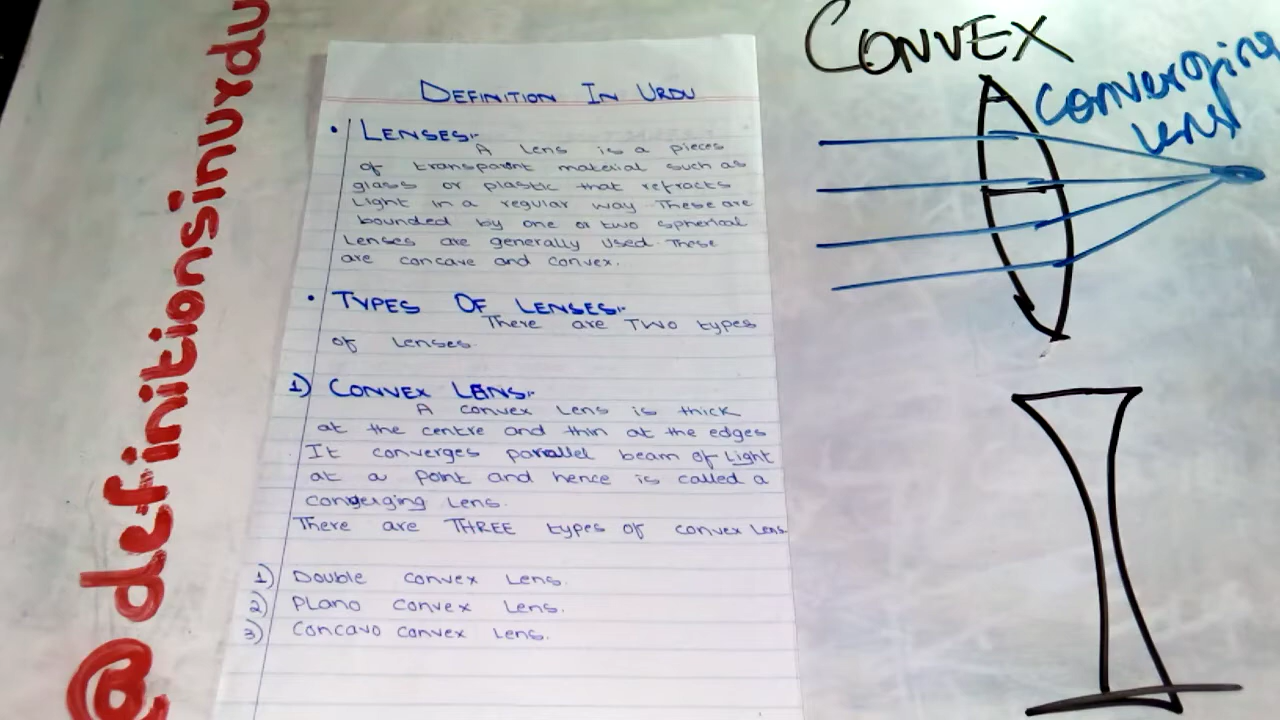 @definitionsinurdu
DEFINITION IN URDU
• LENSES:-
A Lens is a pieces
of transparent material such as
glass or plastic that refracts
Light in a regular way. These are
bounded by one or two spherical
Lenses are generally used. These
are concave and convex.
• TYPES OF LENSES:-
There are TWO types
of Lenses.
1) CONVEX LENS:-
A convex Lens is thick
at the centre and thin at the edges
It converges parallel beam of Light
at a point and hence is called a
converging Lens.
There are THREE types of convex Lens
1) Double convex Lens.
2) Plano convex Lens.
3) Concavo convex Lens.
CONVEX
Converging
lens